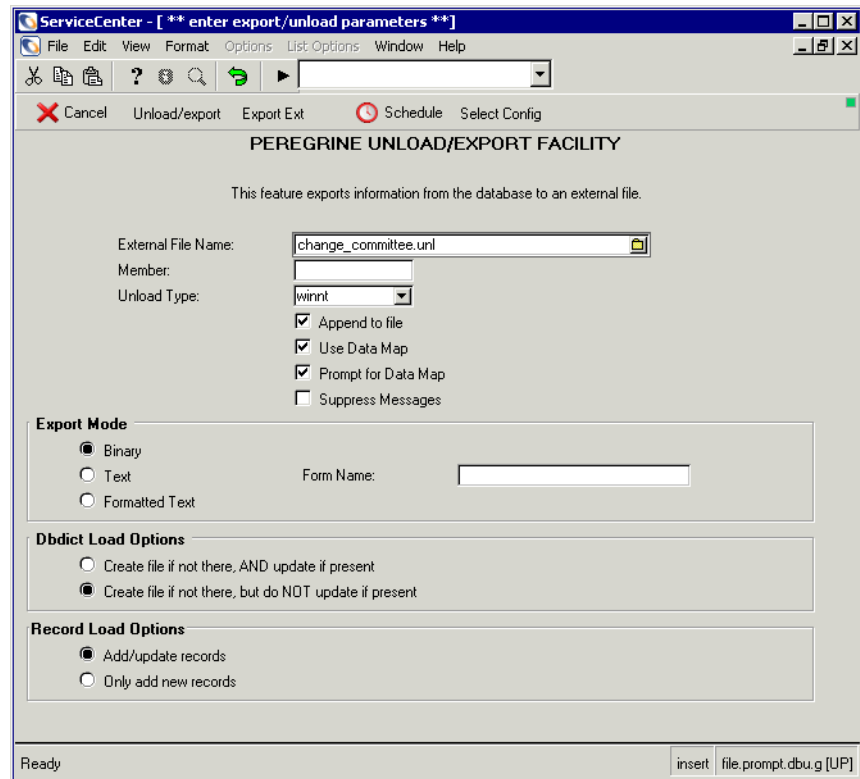 ServiceCenter - [ ** enter export/unload parameters **]
File Edit View Format Options List Options Window Help
Cancel Unload/export Export Ext Schedule Select Config
PEREGRINE UNLOAD/EXPORT FACILITY
This feature exports information from the database to an external file.
External File Name: change_committee.unl
Member:
Unload Type: winnt
Append to file
Use Data Map
Prompt for Data Map
Suppress Messages
Export Mode
Binary
Text Form Name:
Formatted Text
Dbdict Load Options
Create file if not there, AND update if present
Create file if not there, but do NOT update if present
Record Load Options
Add/update records
Only add new records
Ready insert file.prompt.dbu.g [UP]